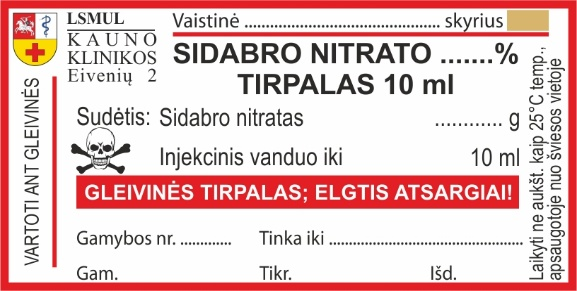 LSMUL
KAUNO
KLINIKOS
Eivenių 2
Vaistinė ........................................ skyrius
SIDABRO NITRATO .......%
TIRPALAS 10 ml
Sudėtis: Sidabro nitratas ............ g
Injekcinis vanduo iki 10 ml
GLEIVINĖS TIRPALAS; ELGTIS ATSARGIAI!
Gamybos nr. ............. Tinka iki ................................................
Gam. Tikr. Išd.
VARTOTI ANT GLEIVINĖS
Laikyti ne aukšt. kaip 25°C temp.,
apsaugotoje nuo šviesos vietoje